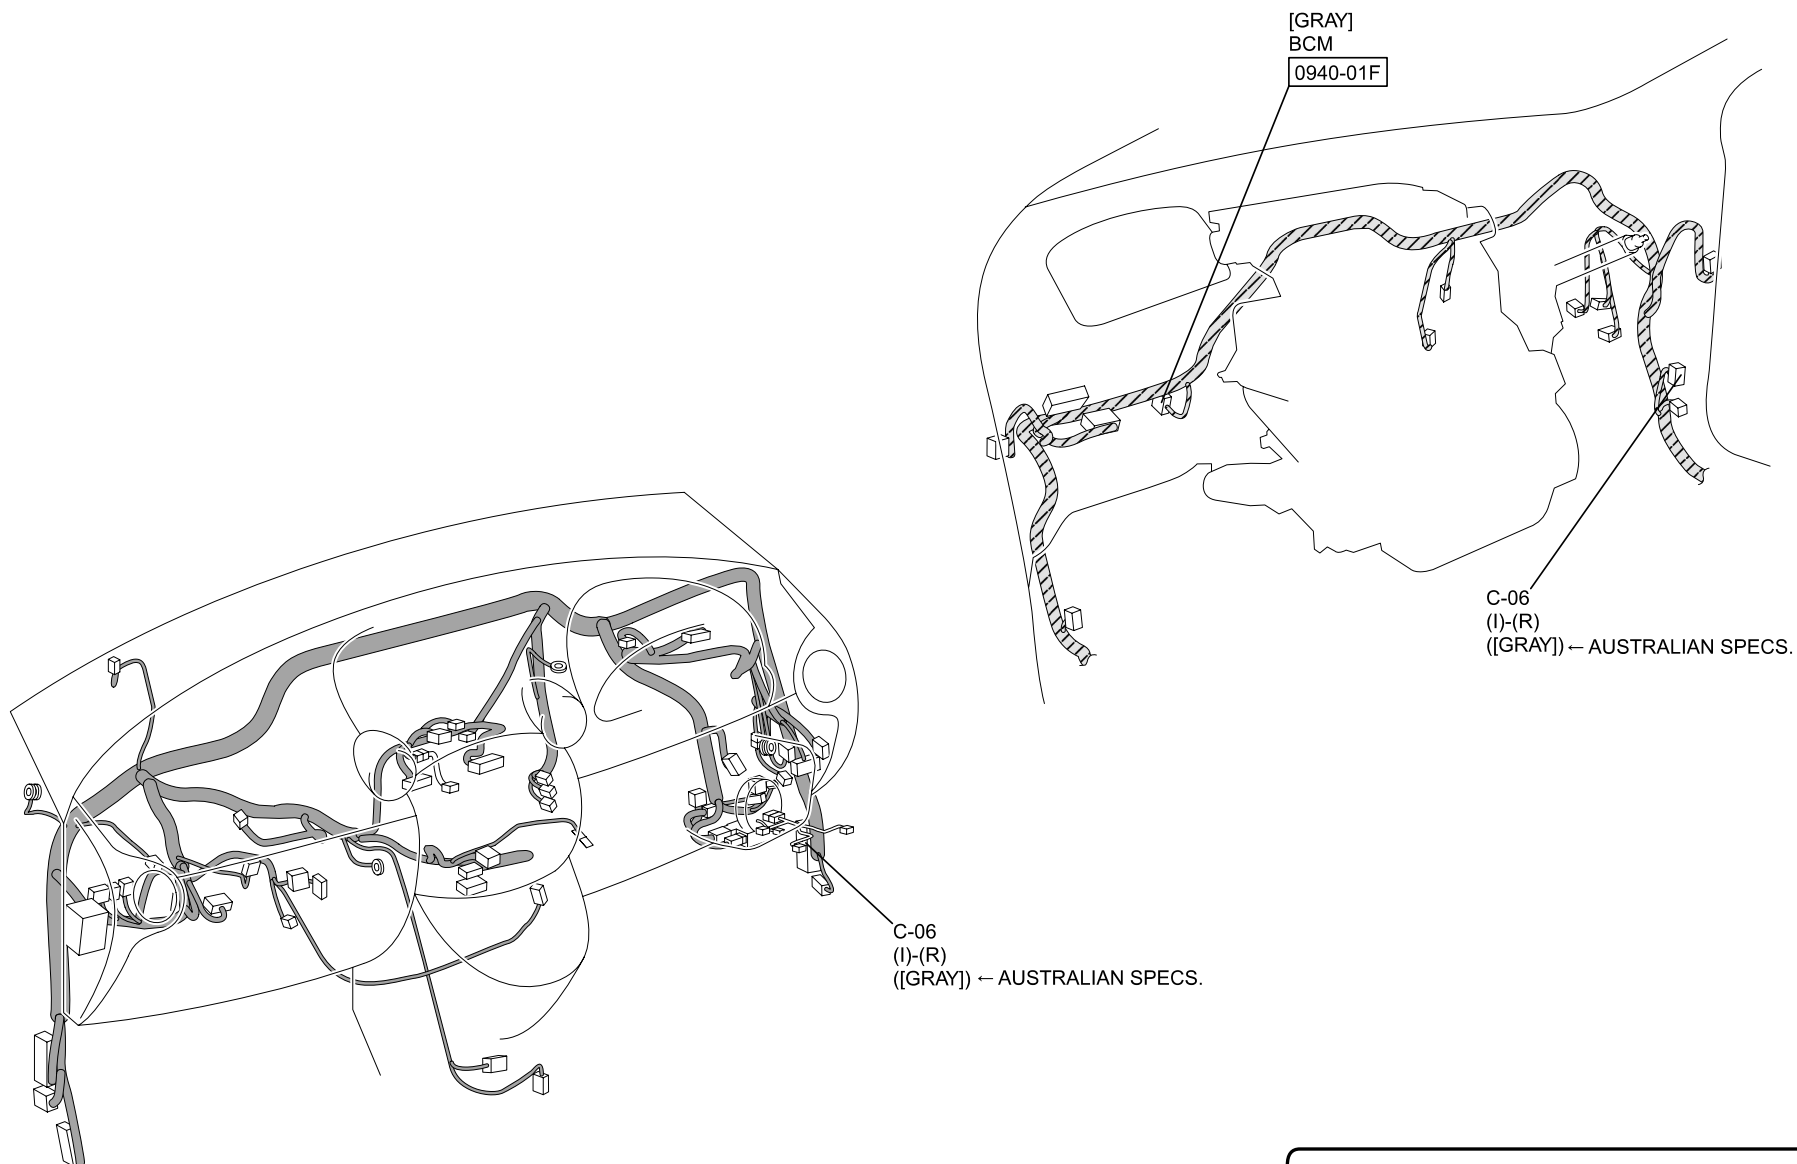 [GRAY]
BCM
0940-01F
C-06
(I)-(R)
([GRAY]) ← AUSTRALIAN SPECS.
C-06
(I)-(R)
([GRAY]) ← AUSTRALIAN SPECS.